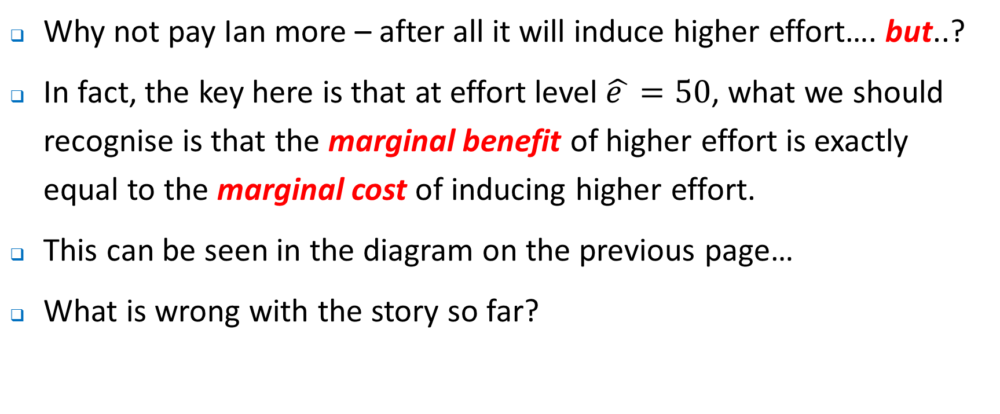 ❑ Why not pay Ian more – after all it will induce higher effort…. but..?
❑ In fact, the key here is that at effort level ê = 50, what we should
recognise is that the marginal benefit of higher effort is exactly
equal to the marginal cost of inducing higher effort.
❑ This can be seen in the diagram on the previous page…
❑ What is wrong with the story so far?